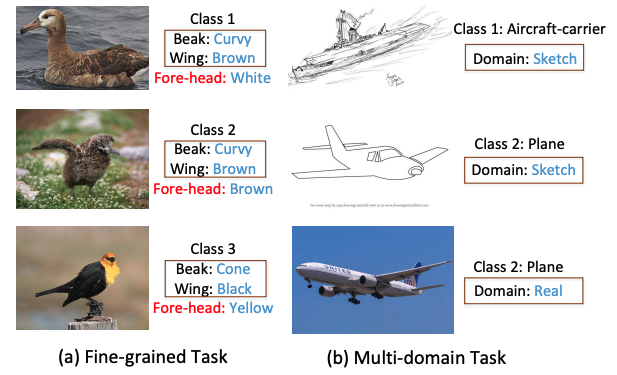 Class 1
Beak: Curvy
Wing: Brown
Fore-head: White
Class 2
Beak: Curvy
Wing: Brown
Fore-head: Brown
Class 3
Beak: Cone
Wing: Black
Fore-head: Yellow
(a) Fine-grained Task
Class 1: Aircraft-carrier
Domain: Sketch
Class 2: Plane
Domain: Sketch
UNITED
Class 2: Plane
Domain: Real
(b) Multi-domain Task